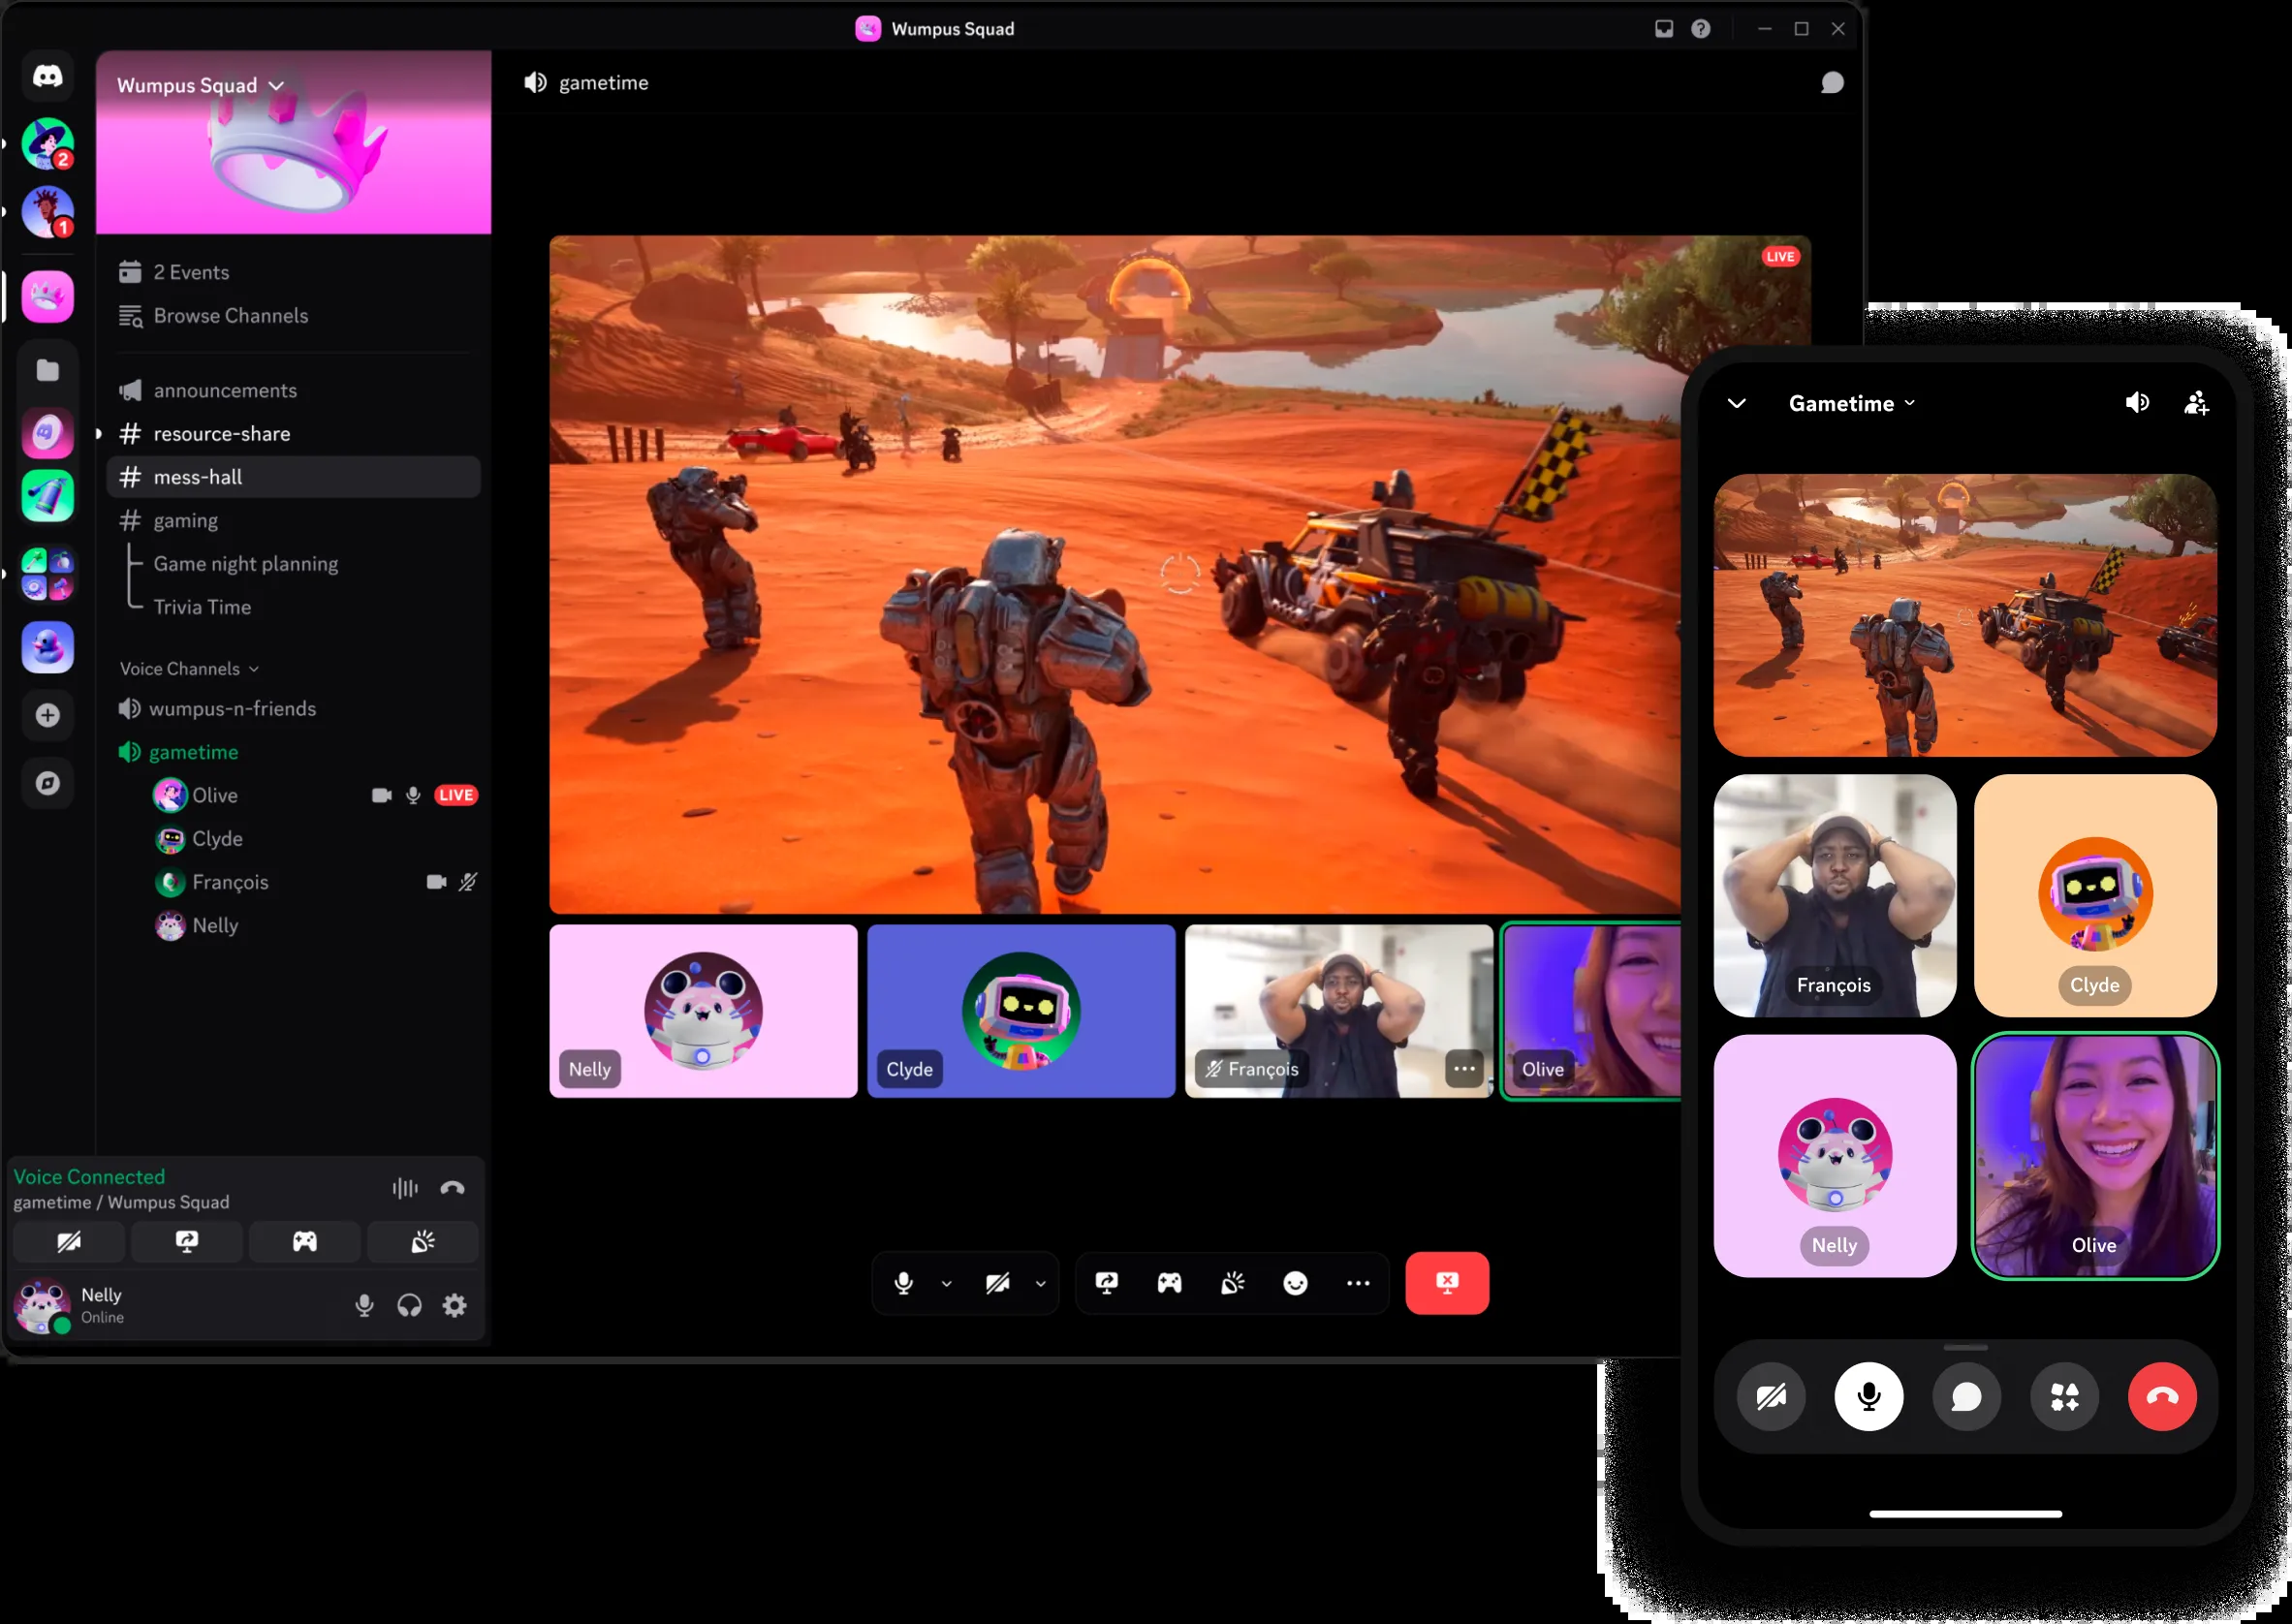 Wumpus Squad
Wumpus Squad
gametime
2
1
2 Events
Browse Channels
announcements
# resource-share
# mess-hall
# gaming
Game night planning
Trivia Time
Voice Channels
wumpus-n-friends
gametime
Olive LIVE
Clyde
François
Nelly
Voice Connected
gametime / Wumpus Squad
Nelly
Online
LIVE
Nelly
Clyde
François
Olive
Gametime
François
Clyde
Nelly
Olive